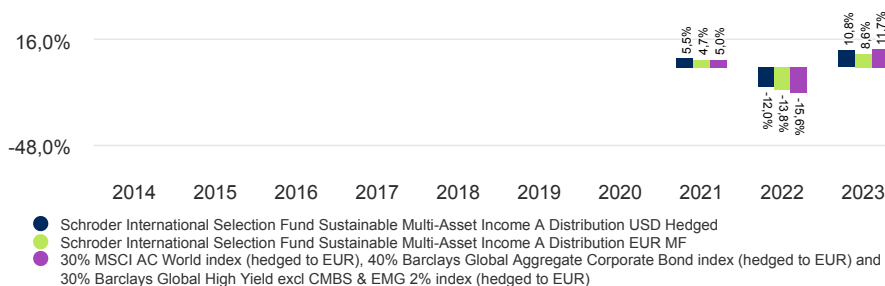 16,0%
5,5%
4,7%
5,0%
-12,0%
-13,8%
-15,6%
10,8%
8,6%
11,7%
-48,0%
2014 2015 2016 2017 2018 2019 2020 2021 2022 2023
Schroder International Selection Fund Sustainable Multi-Asset Income A Distribution USD Hedged
Schroder International Selection Fund Sustainable Multi-Asset Income A Distribution EUR MF
30% MSCI AC World index (hedged to EUR), 40% Barclays Global Aggregate Corporate Bond index (hedged to EUR) and
30% Barclays Global High Yield excl CMBS & EMG 2% index (hedged to EUR)